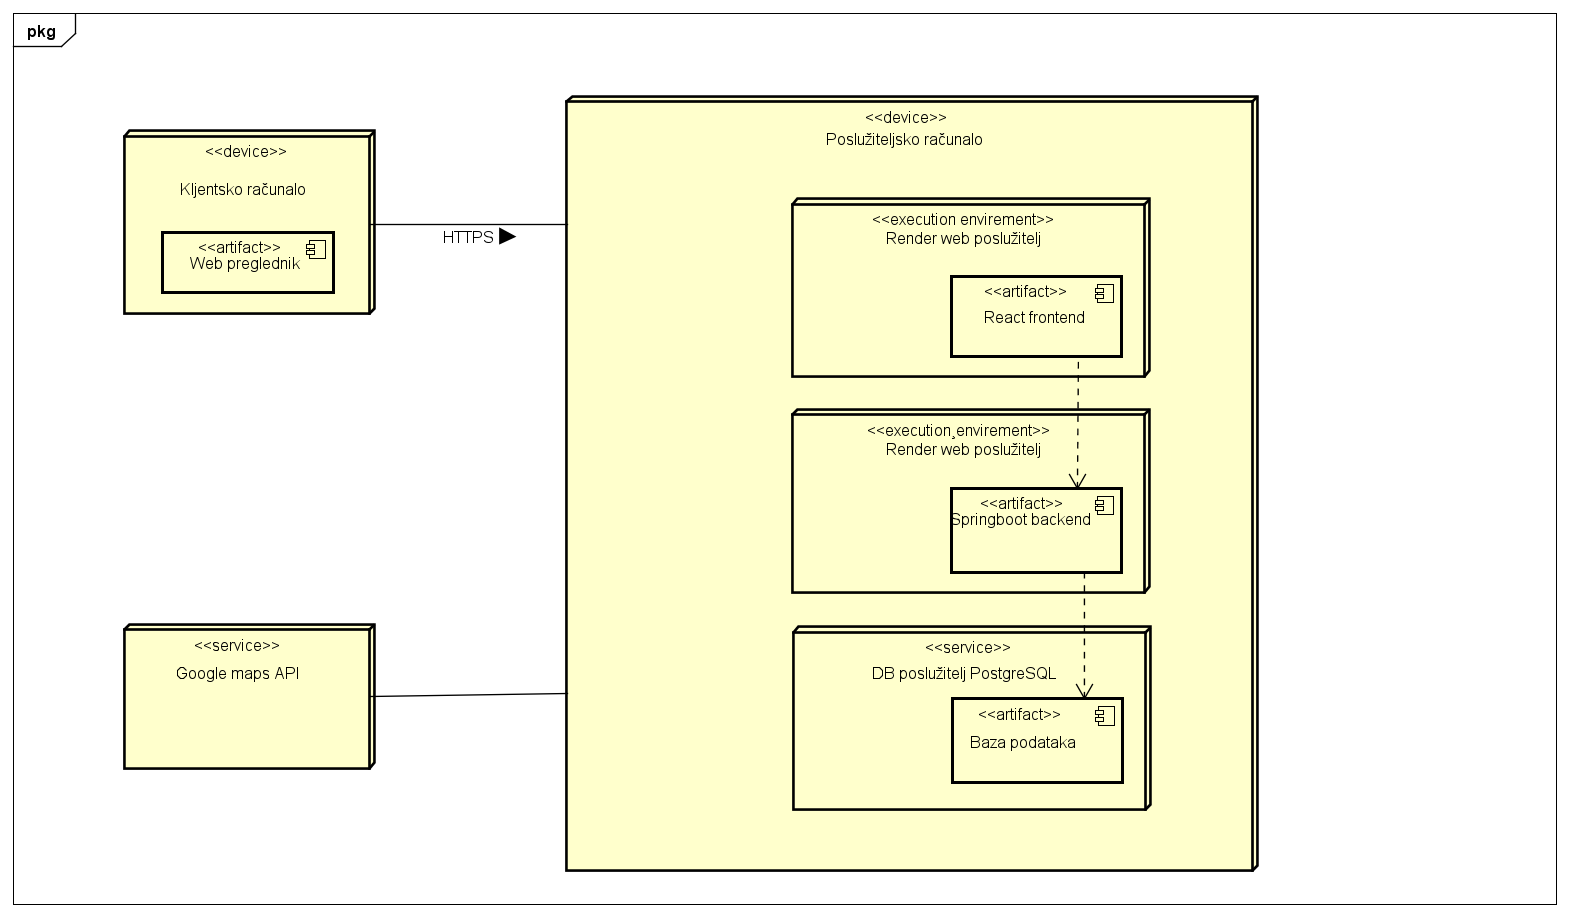 pkg
<<device>>
Kljentsko računalo
<<artifact>>
Web preglednik
HTTPS
<<device>>
Poslužiteljsko računalo
<<execution envirement>>
Render web poslužitelj
<<artifact>>
React frontend
<<execution¸envirement>>
Render web poslužitelj
<<artifact>>
Springboot backend
<<service>>
Google maps API
<<service>>
DB poslužitelj PostgreSQL
<<artifact>>
Baza podataka